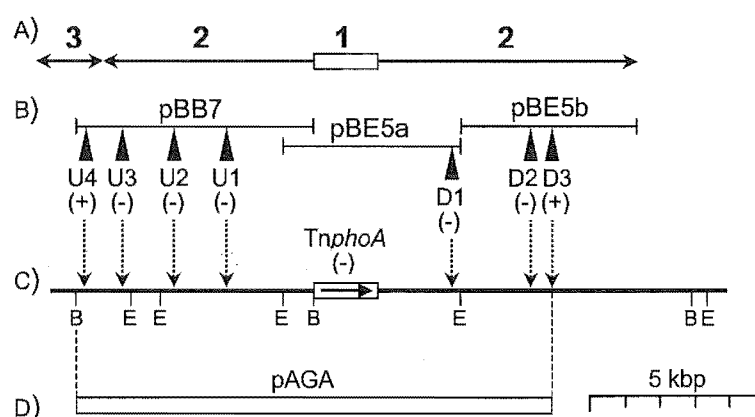 A) 3 2 1 2
B) pBB7 pBE5a pBE5b
U4 U3 U2 U1 D1 D2 D3
(+) (-) (-) (-) (-) (-) (+)
TnphoA
(-)
C)
B E E E B E B E
pAGA
5 kbp
D)